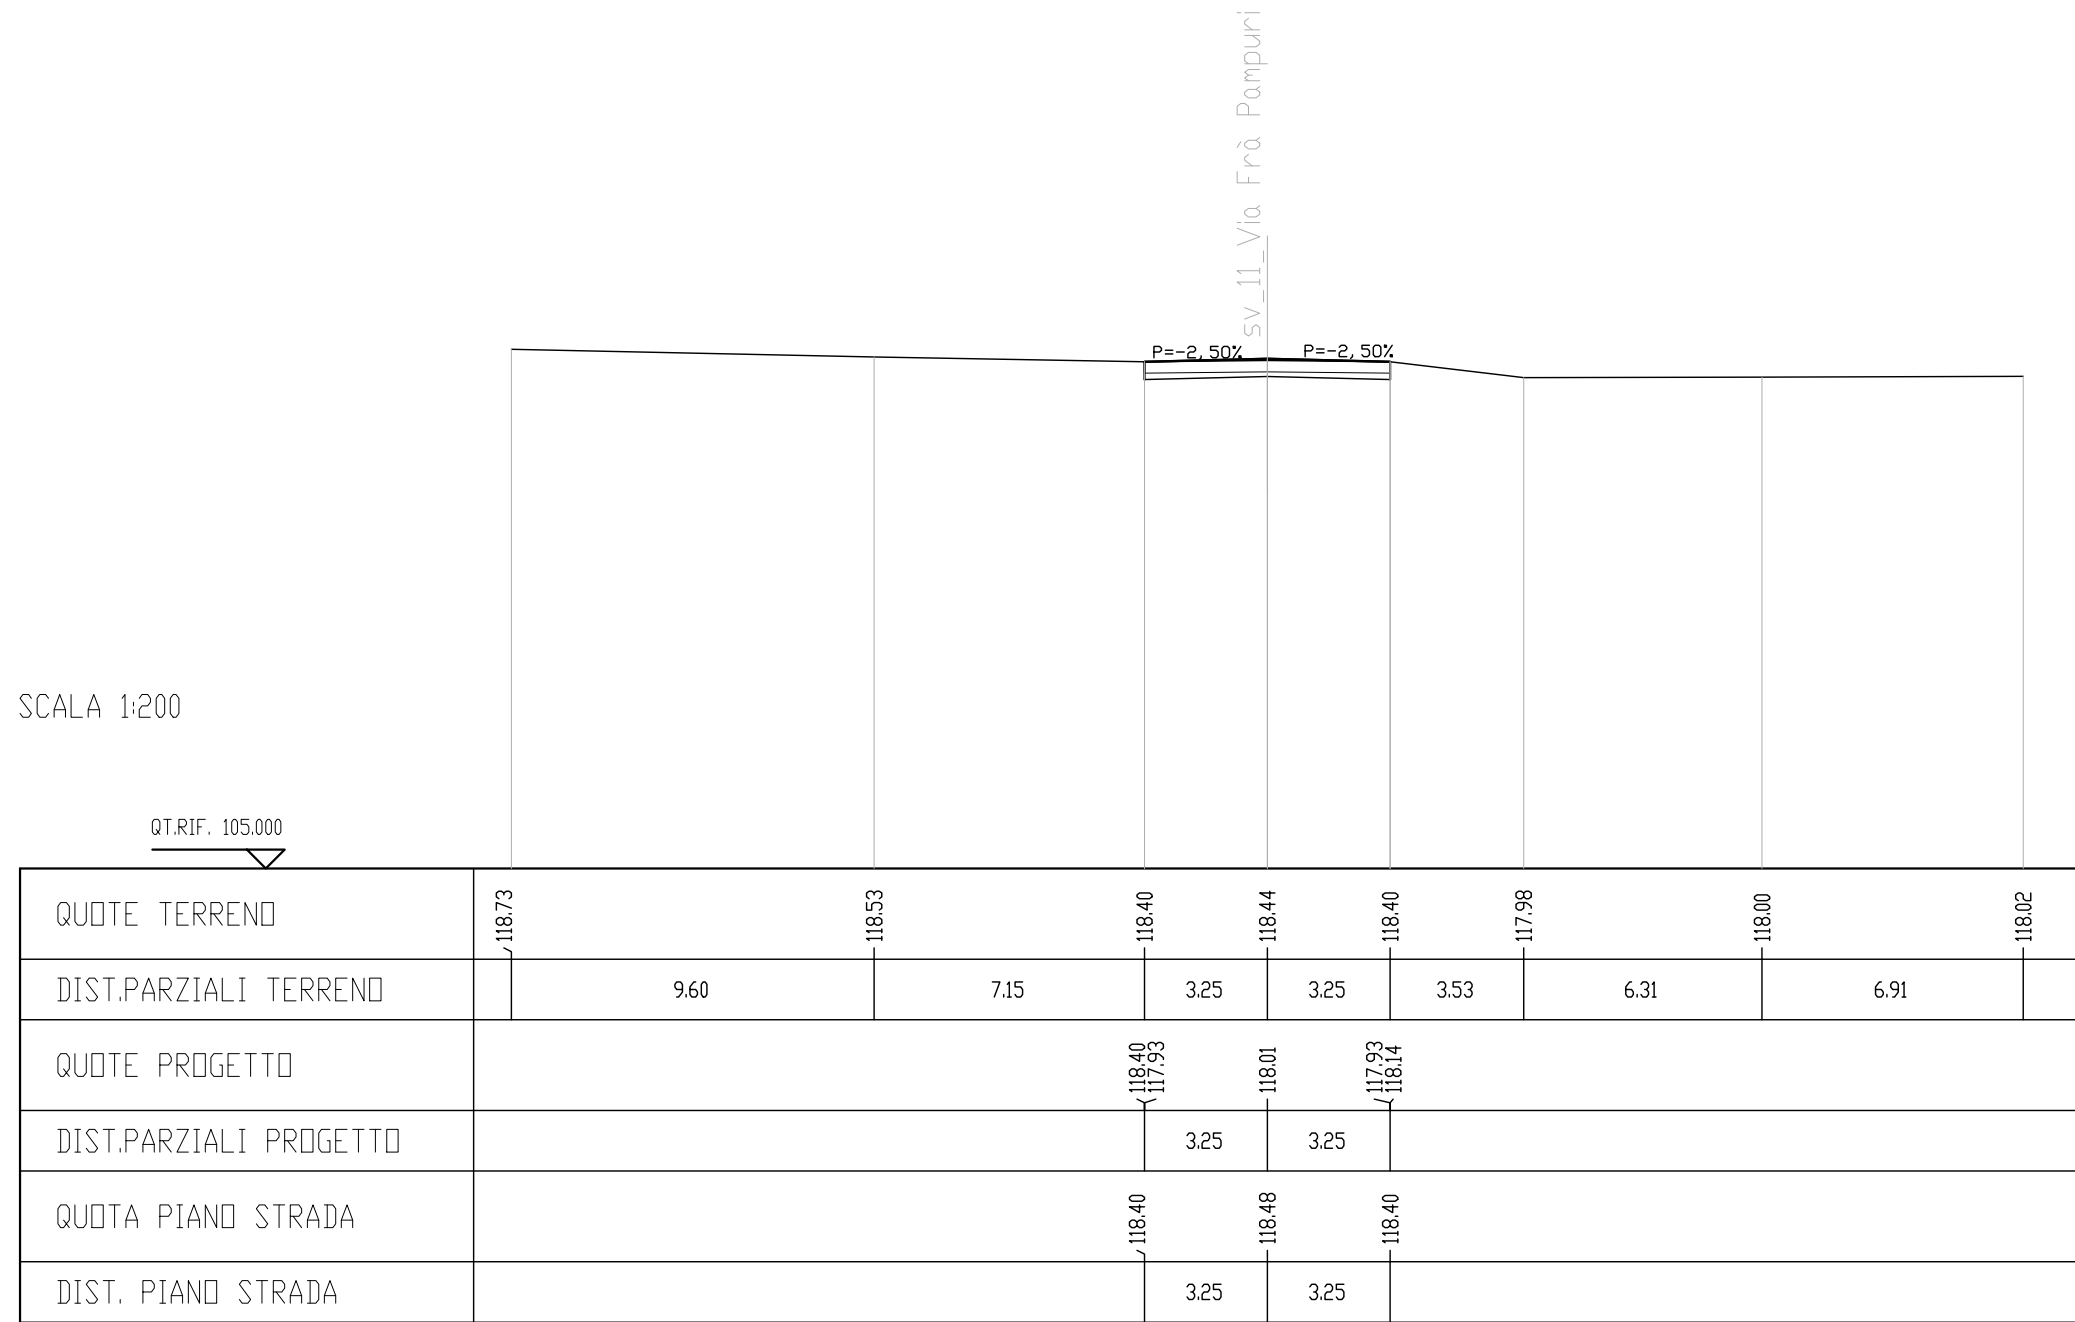 sv_11_Via Frà Pampuri
P=-2,50% P=-2,50%
SCALA 1:200
QT.RIF. 105.000
QUOTE TERRENO 118.73 118.53 118.40 118.44 118.40 117.98 118.00 118.02
DIST.PARZIALI TERRENO 9.60 7.15 3.25 3.25 3.53 6.31 6.91
QUOTE PROGETTO 118.40 117.93 118.01 117.93 118.14
DIST.PARZIALI PROGETTO 3.25 3.25
QUOTA PIANO STRADA 118.40 118.48 118.40
DIST. PIANO STRADA 3.25 3.25